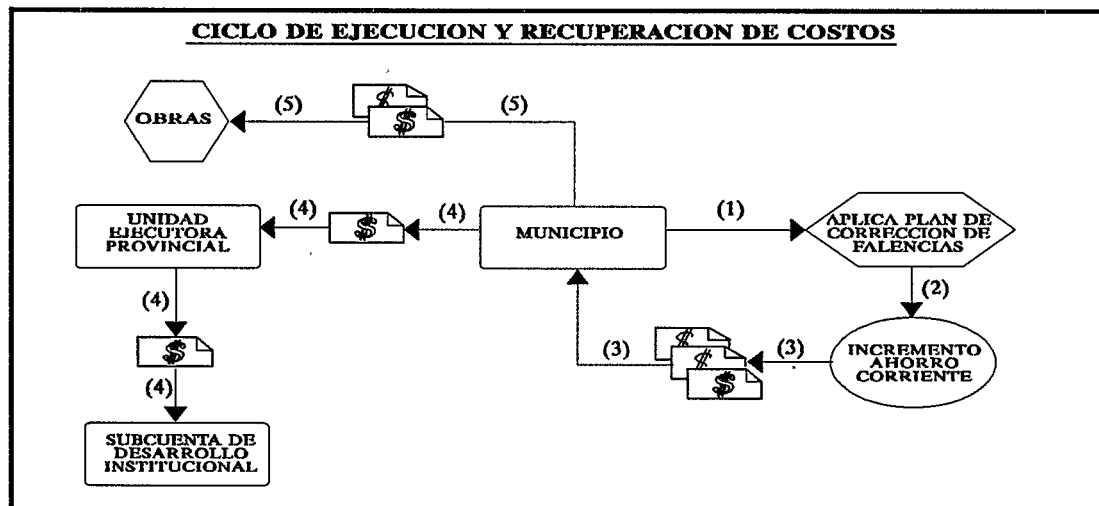 CICLO DE EJECUCION Y RECUPERACION DE COSTOS
(5)
$
$
(5)
OBRAS
UNIDAD
EJECUTORA
PROVINCIAL
(4)
$
(4)
MUNICIPIO
(1)
APLICA PLAN DE
CORRECCION DE
FALENCIAS
(2)
(4)
$
(4)
(3)
$
$
$
(3)
INCREMENTO
AHORRO
CORRIENTE
SUBCUENTA DE
DESARROLLO
INSTITUCIONAL